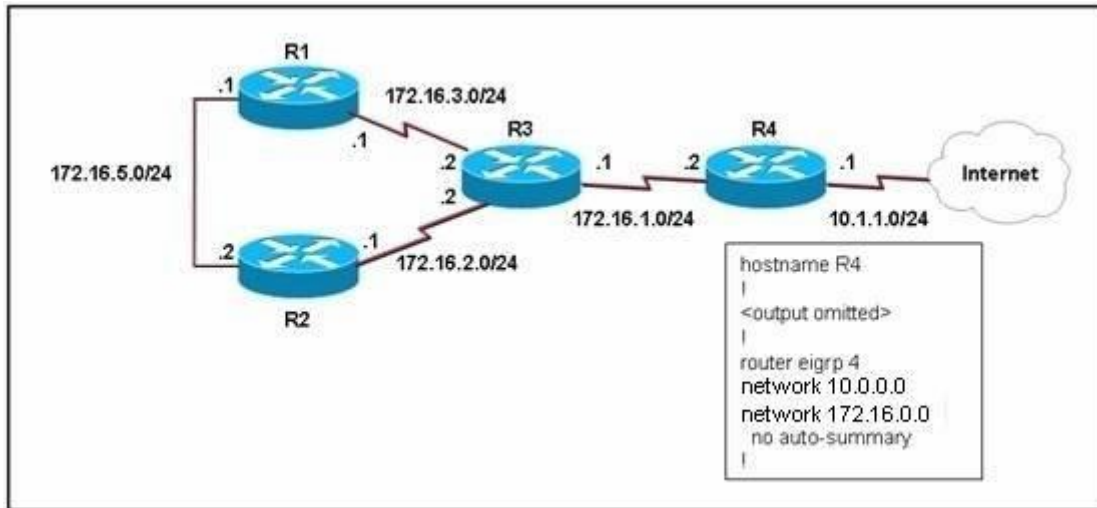 R1
.1
172.16.3.0/24
.1
R3
R4
.2
.1
.2
.1
Internet
172.16.5.0/24
.2
172.16.1.0/24
10.1.1.0/24
.2
.1
172.16.2.0/24
R2
hostname R4
!
<output omitted>
!
router eigrp 4
network 10.0.0.0
network 172.16.0.0
no auto-summary
!